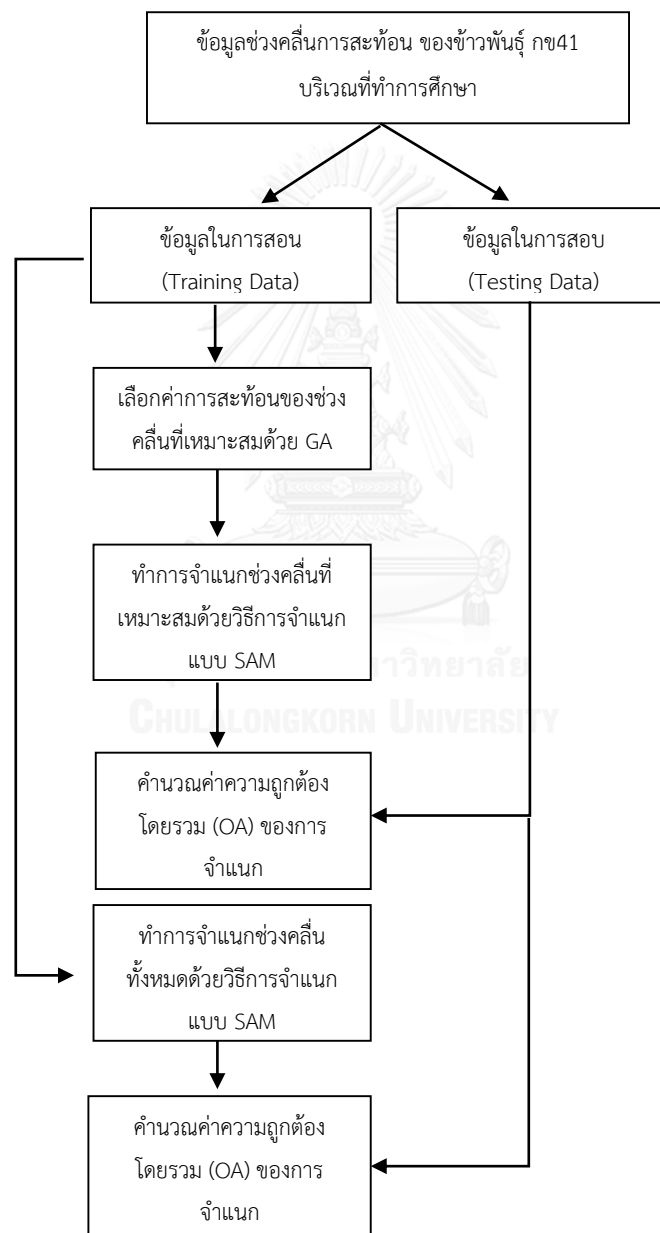 ข้อมูลช่วงคลื่นการสะท้อน ของข้าวพันธุ์ กข41
บริเวณที่ทำการศึกษา
ข้อมูลในการสอน
(Training Data)
ข้อมูลในการสอบ
(Testing Data)
เลือกค่าการสะท้อนของช่วง
คลื่นที่เหมาะสมด้วย GA
ทำการจำแนกช่วงคลื่นที่
เหมาะสมด้วยวิธีการจำแนก
แบบ SAM
าวิทยาลัย
CHULALONGKORN UNIVERSITY
คำนวณค่าความถูกต้อง
โดยรวม (OA) ของการ
จำแนก
ทำการจำแนกช่วงคลื่น
ทั้งหมดด้วยวิธีการจำแนก
แบบ SAM
คำนวณค่าความถูกต้อง
โดยรวม (OA) ของการ
จำแนก